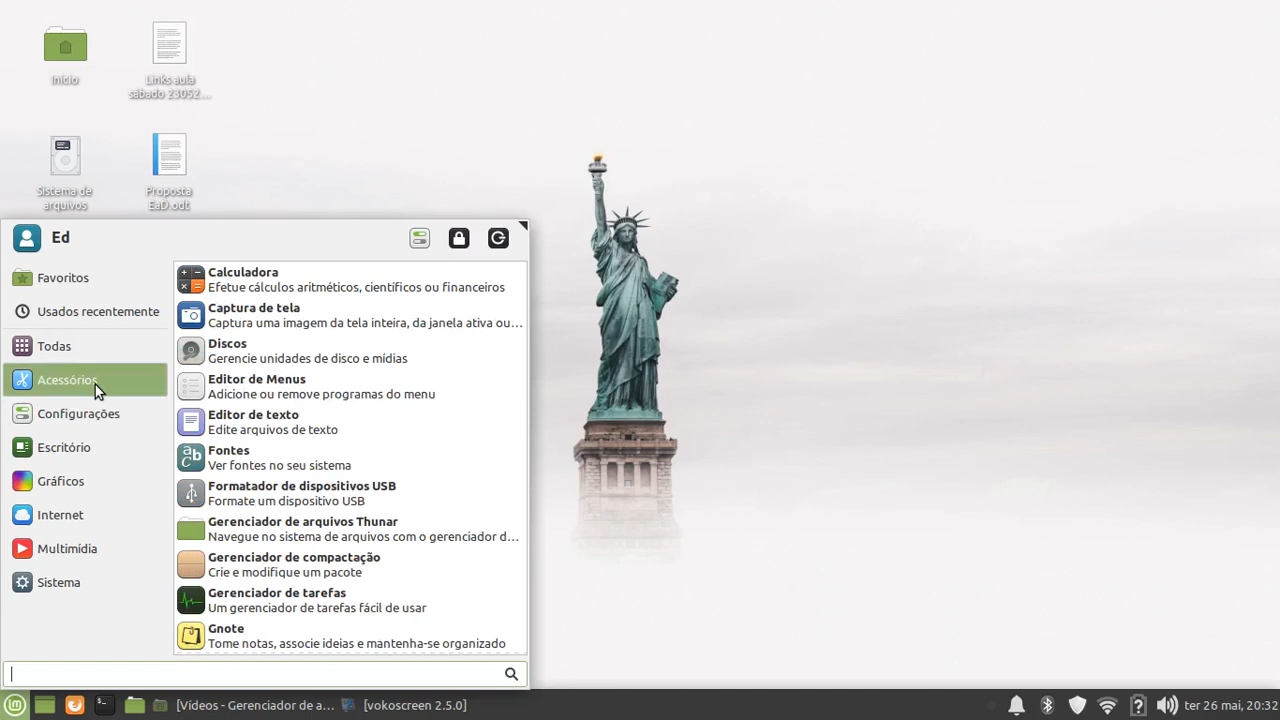 Início
Links aula
sábado 23052...
Sistema de
arquivos
Proposta
EaD.odt
Ed
Favoritos
Usados recentemente
Todas
Acessórios
Configurações
Escritório
Gráficos
Internet
Multimídia
Sistema
Calculadora
Efetue cálculos aritméticos, científicos ou financeiros
Captura de tela
Captura uma imagem da tela inteira, da janela ativa ou...
Discos
Gerencie unidades de disco e mídias
Editor de Menus
Adicione ou remove programas do menu
Editor de texto
Edite arquivos de texto
Fontes
Ver fontes no seu sistema
Formatador de dispositivos USB
Formate um dispositivo USB
Gerenciador de arquivos Thunar
Navegue no sistema de arquivos com o gerenciador d...
Gerenciador de compactação
Crie e modifique um pacote
Gerenciador de tarefas
Um gerenciador de tarefas fácil de usar
Gnote
Tome notas, associe ideias e mantenha-se organizado
[Vídeos - Gerenciador de a... [vokoscreen 2.5.0] ter 26 mai, 20:32